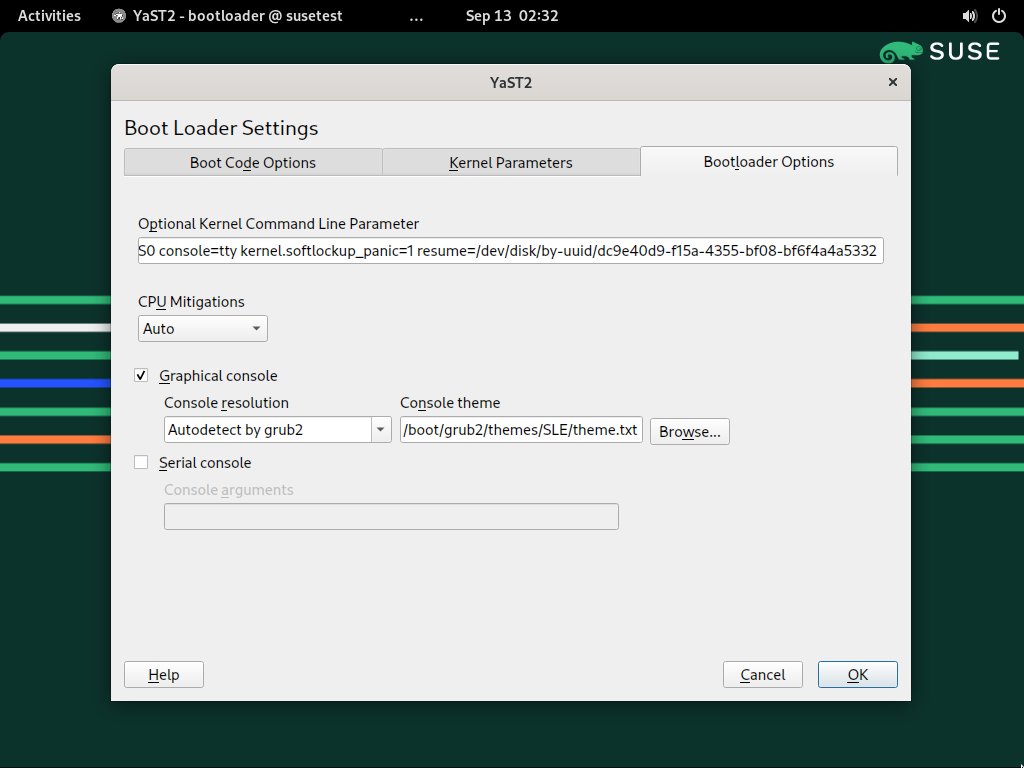 Activities YaST2 - bootloader @ susetest ... Sep 13 02:32
SUSE
YaST2
Boot Loader Settings
Boot Code Options Kernel Parameters Bootloader Options
Optional Kernel Command Line Parameter
S0 console=tty kernel.softlockup_panic=1 resume=/dev/disk/by-uuid/dc9e40d9-f15a-4355-bf08-bf6f4a4a5332
CPU Mitigations
Auto
Graphical console
Console resolution Console theme
Autodetect by grub2 /boot/grub2/themes/SLE/theme.txt Browse...
Serial console
Console arguments
Help Cancel OK